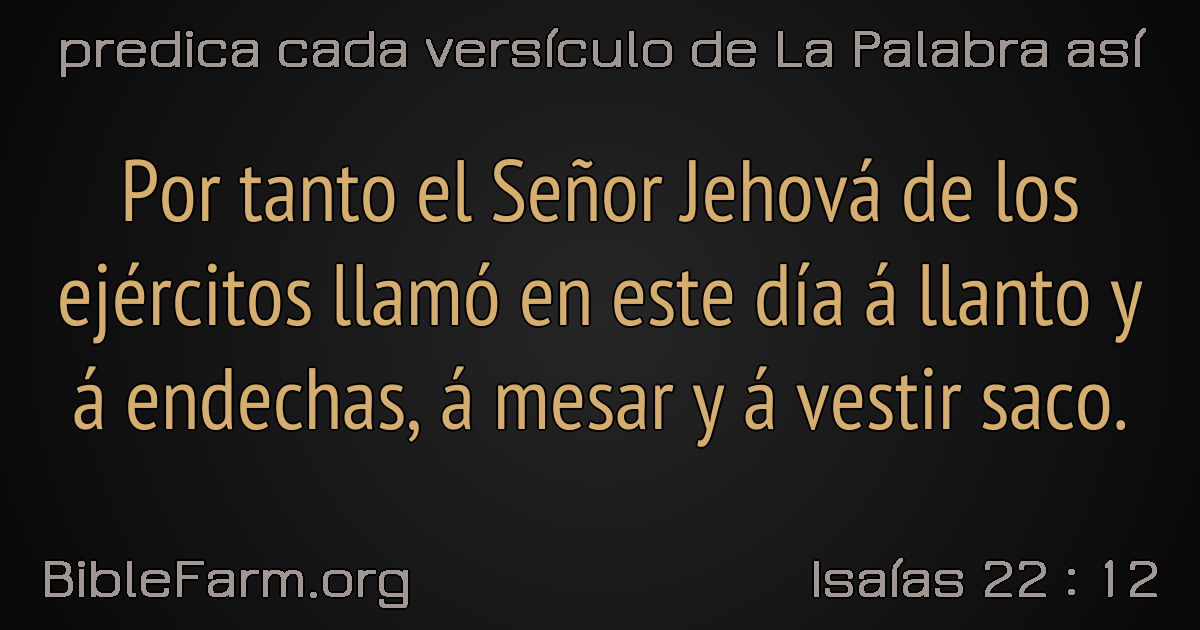 predica cada versículo de La Palabra así
Por tanto el Señor Jehová de los
ejércitos llamó en este día á llanto y
á endechas, á mesar y á vestir saco.
BibleFarm.org
Isaías 22 : 12